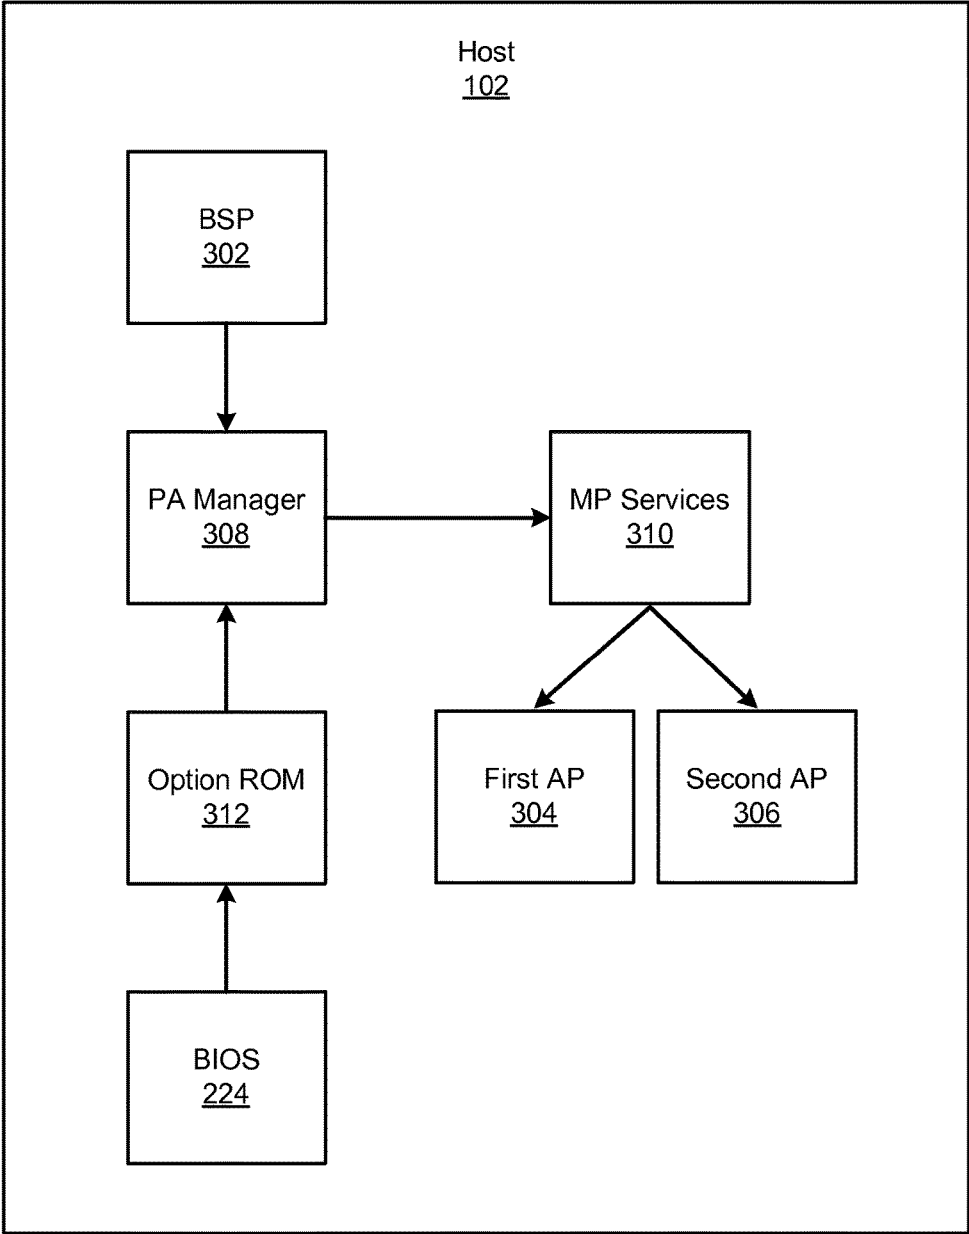 Host
102
BSP
302
PA Manager
308
MP Services
310
Option ROM
312
First AP
304
Second AP
306
BIOS
224